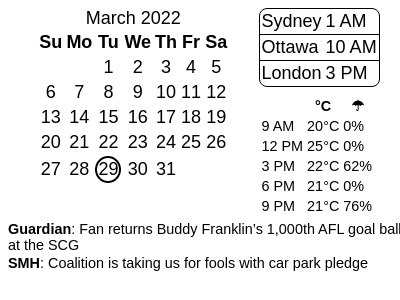 March 2022
Su Mo Tu We Th Fr Sa
1 2 3 4 5
6 7 8 9 10 11 12
13 14 15 16 17 18 19
20 21 22 23 24 25 26
27 28 29 30 31
Sydney 1 AM
Ottawa 10 AM
London 3 PM
°C ☂
9 AM 20°C 0%
12 PM 25°C 0%
3 PM 22°C 62%
6 PM 21°C 0%
9 PM 21°C 76%
Guardian: Fan returns Buddy Franklin's 1,000th AFL goal ball
at the SCG
SMH: Coalition is taking us for fools with car park pledge